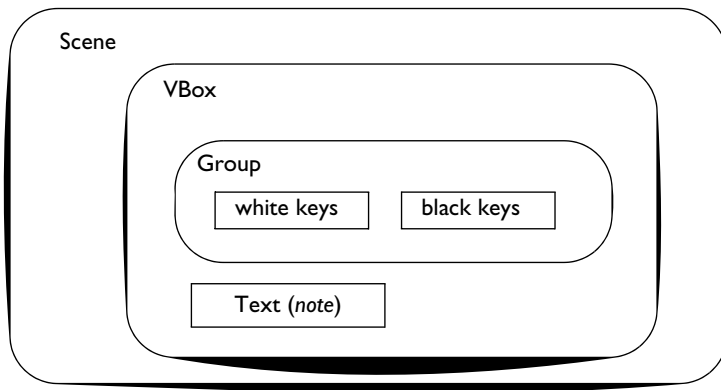 Scene
VBox
Group
white keys black keys
Text (note)